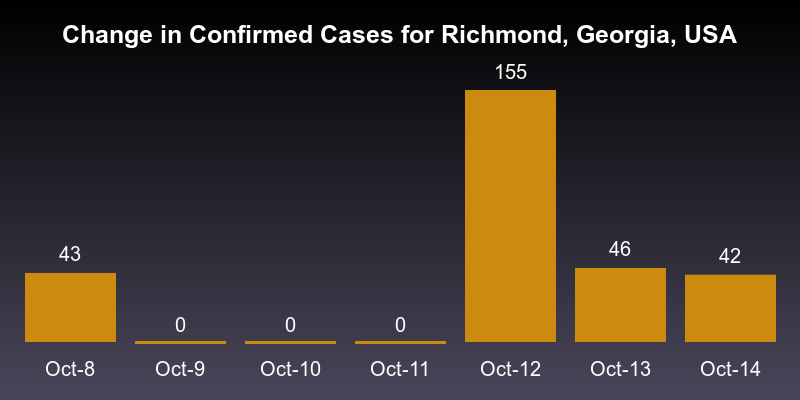 Change in Confirmed Cases for Richmond, Georgia, USA
155
43
0
0
0
46
42
Oct-8
Oct-9
Oct-10
Oct-11
Oct-12
Oct-13
Oct-14